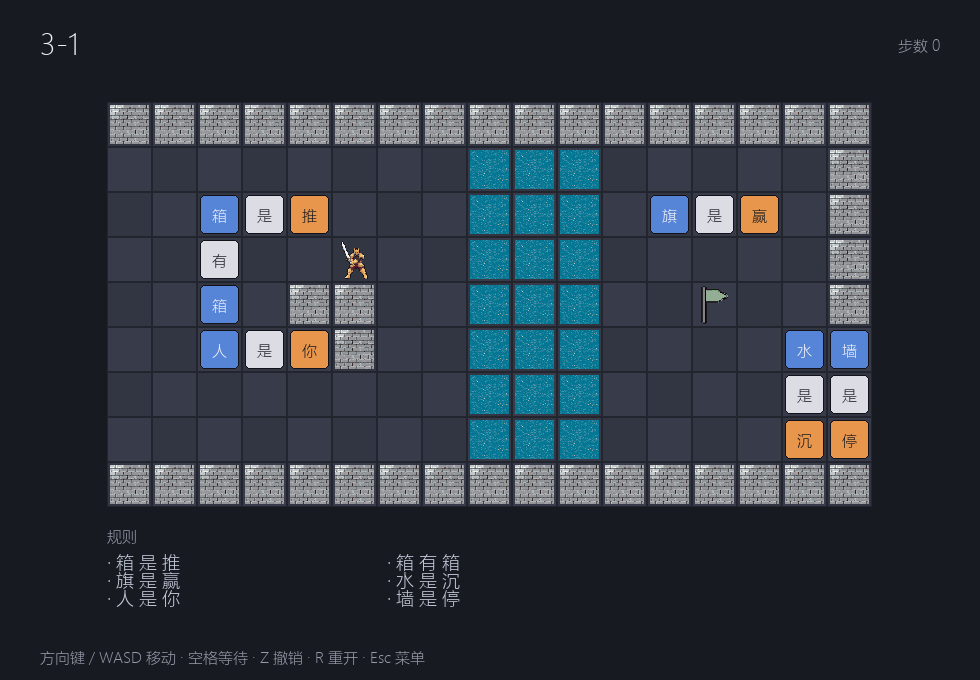 3-1
步数 0
箱 是 推
旗 是 赢
有
箱
人 是 你
水 墙
是 是
沉 停
规则
· 箱 是 推
· 箱 有 箱
· 旗 是 赢
· 水 是 沉
· 人 是 你
· 墙 是 停
方向键 / WASD 移动 · 空格等待 · Z 撤销 · R 重开 · Esc 菜单